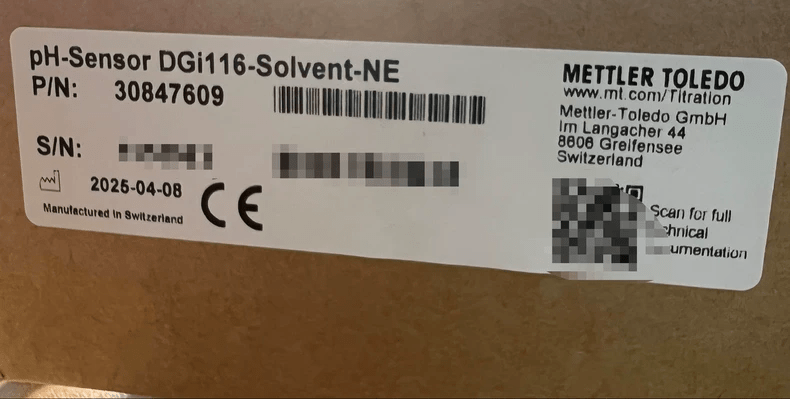 pH-Sensor DGi116-Solvent-NE
P/N: 30847609
S/N:
2025-04-08
Manufactured in Switzerland
CE
METTLER TOLEDO
www.mt.com/Titration
Mettler-Toledo GmbH
Im Langacher 44
8606 Greifensee
Switzerland
Scan for full
chnical
umentation